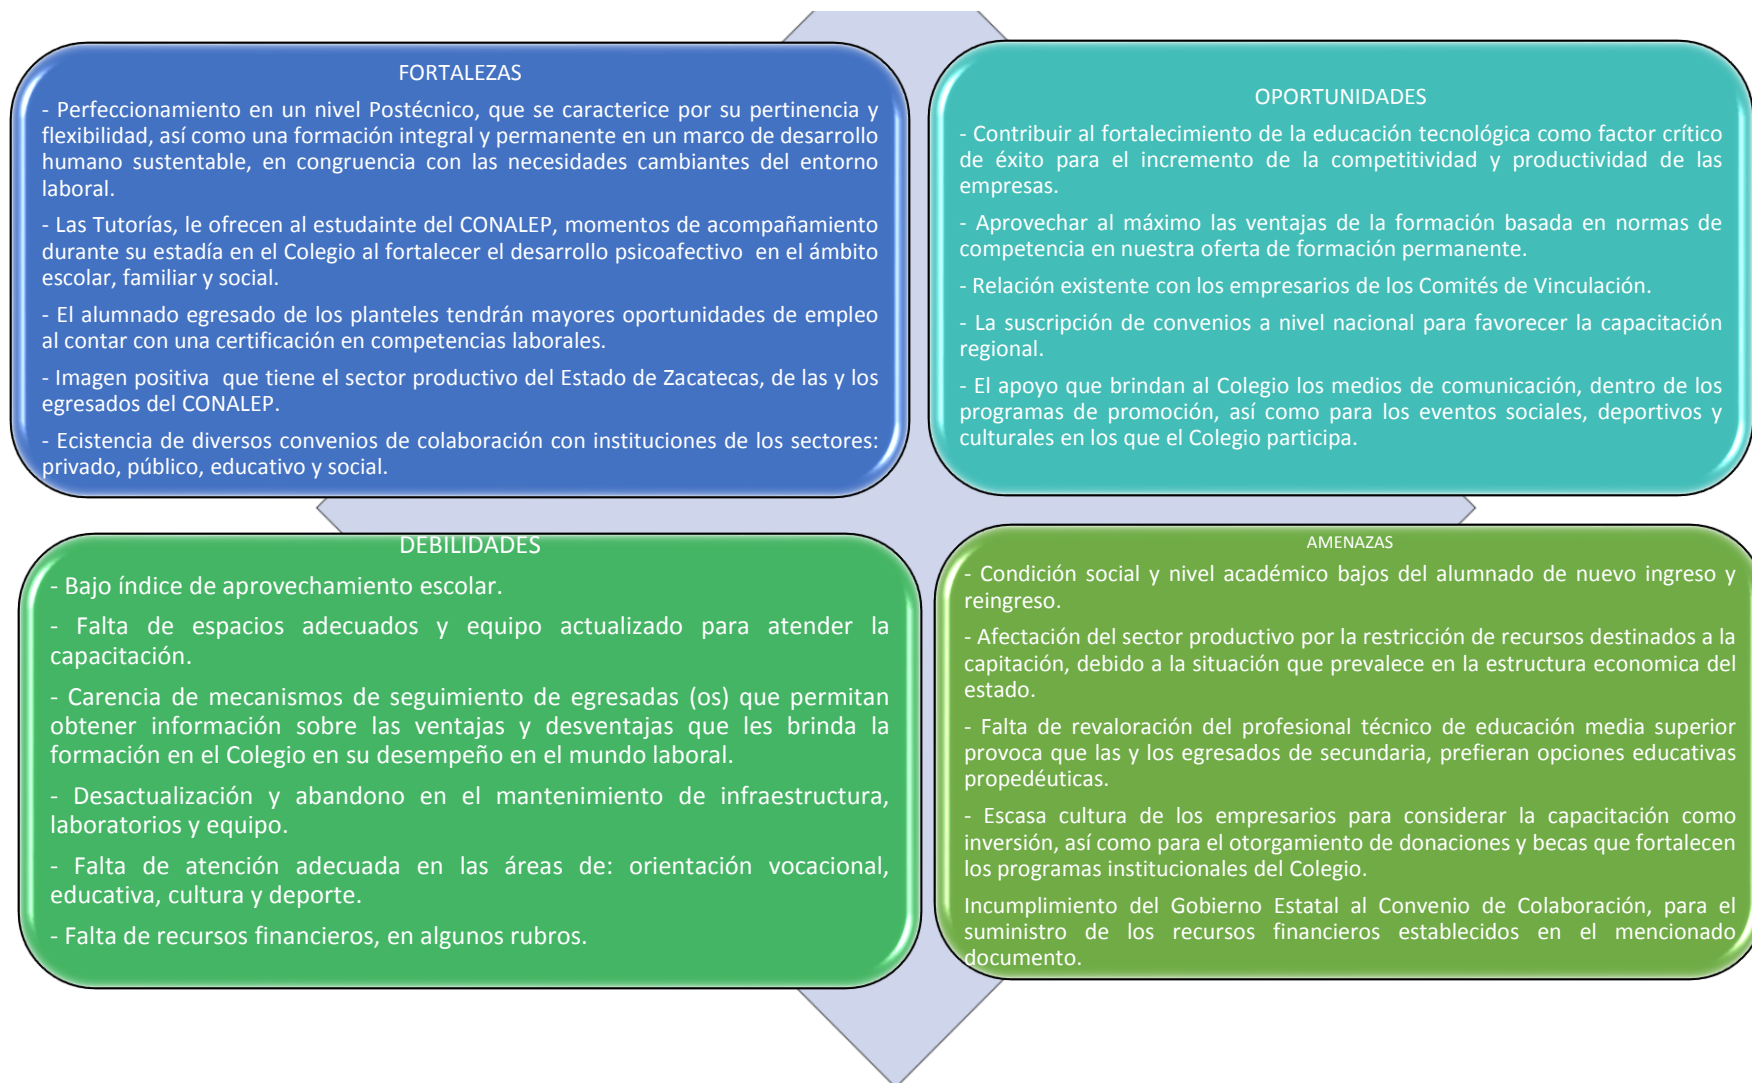 FORTALEZAS
- Perfeccionamiento en un nivel Postécnico, que se caracterice por su pertinencia y
flexibilidad, así como una formación integral y permanente en un marco de desarrollo
humano sustentable, en congruencia con las necesidades cambiantes del entorno
laboral.
- Las Tutorías, le ofrecen al estudainte del CONALEP, momentos de acompañamiento
durante su estadía en el Colegio al fortalecer el desarrollo psicoafectivo en el ámbito
escolar, familiar y social.
- El alumnado egresado de los planteles tendrán mayores oportunidades de empleo
al contar con una certificación en competencias laborales.
- Imagen positiva que tiene el sector productivo del Estado de Zacatecas, de las y los
egresados del CONALEP.
- Ecistencia de diversos convenios de colaboración con instituciones de los sectores:
privado, público, educativo y social.
OPORTUNIDADES
- Contribuir al fortalecimiento de la educación tecnológica como factor crítico
de éxito para el incremento de la competitividad y productividad de las
empresas.
- Aprovechar al máximo las ventajas de la formación basada en normas de
competencia en nuestra oferta de formación permanente.
- Relación existente con los empresarios de los Comités de Vinculación.
- La suscripción de convenios a nivel nacional para favorecer la capacitación
regional.
- El apoyo que brindan al Colegio los medios de comunicación, dentro de los
programas de promoción, así como para los eventos sociales, deportivos y
culturales en los que el Colegio participa.
DEBILIDADES
- Bajo índice de aprovechamiento escolar.
- Falta de espacios adecuados y equipo actualizado para atender la
capacitación.
- Carencia de mecanismos de seguimiento de egresadas (os) que permitan
obtener información sobre las ventajas y desventajas que les brinda la
formación en el Colegio en su desempeño en el mundo laboral.
- Desactualización y abandono en el mantenimiento de infraestructura,
laboratorios y equipo.
- Falta de atención adecuada en las áreas de: orientación vocacional,
educativa, cultura y deporte.
- Falta de recursos financieros, en algunos rubros.
AMENAZAS
- Condición social y nivel académico bajos del alumnado de nuevo ingreso y
reingreso.
- Afectación del sector productivo por la restricción de recursos destinados a la
capitación, debido a la situación que prevalece en la estructura economica del
estado.
- Falta de revaloración del profesional técnico de educación media superior
provoca que las y los egresados de secundaria, prefieran opciones educativas
propedéuticas.
- Escasa cultura de los empresarios para considerar la capacitación como
inversión, así como para el otorgamiento de donaciones y becas que fortalecen
los programas institucionales del Colegio.
Incumplimiento del Gobierno Estatal al Convenio de Colaboración, para el
suministro de los recursos financieros establecidos en el mencionado
documento.